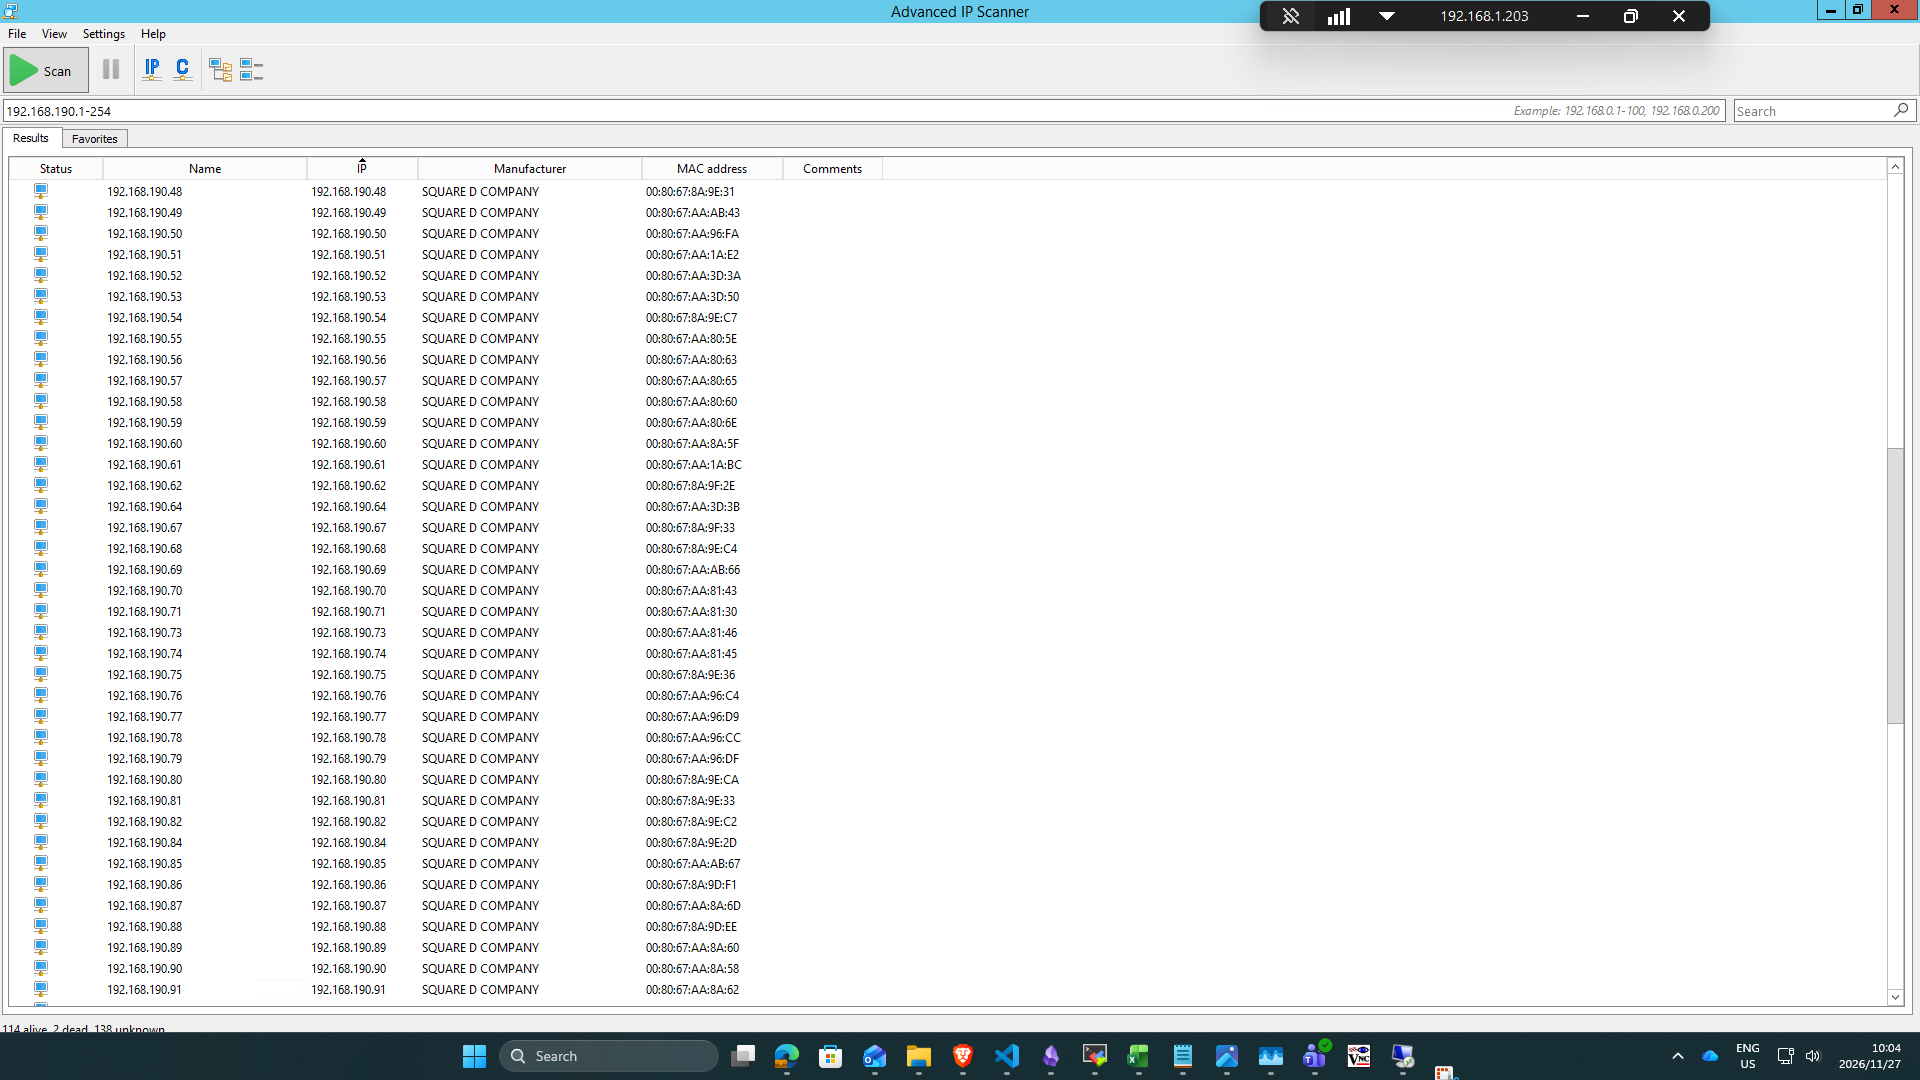 Advanced IP Scanner
192.168.1.203
File View Settings Help
Scan IP C
192.168.190.1-254 Example: 192.168.0.1-100, 192.168.0.200 Search
Results Favorites
Status Name IP Manufacturer MAC address Comments
192.168.190.48 192.168.190.48 SQUARE D COMPANY 00:80:67:8A:9E:31
192.168.190.49 192.168.190.49 SQUARE D COMPANY 00:80:67:AA:AB:43
192.168.190.50 192.168.190.50 SQUARE D COMPANY 00:80:67:AA:96:FA
192.168.190.51 192.168.190.51 SQUARE D COMPANY 00:80:67:AA:1A:E2
192.168.190.52 192.168.190.52 SQUARE D COMPANY 00:80:67:AA:3D:3A
192.168.190.53 192.168.190.53 SQUARE D COMPANY 00:80:67:AA:3D:50
192.168.190.54 192.168.190.54 SQUARE D COMPANY 00:80:67:8A:9E:C7
192.168.190.55 192.168.190.55 SQUARE D COMPANY 00:80:67:AA:80:5E
192.168.190.56 192.168.190.56 SQUARE D COMPANY 00:80:67:AA:80:63
192.168.190.57 192.168.190.57 SQUARE D COMPANY 00:80:67:AA:80:65
192.168.190.58 192.168.190.58 SQUARE D COMPANY 00:80:67:AA:80:60
192.168.190.59 192.168.190.59 SQUARE D COMPANY 00:80:67:AA:80:6E
192.168.190.60 192.168.190.60 SQUARE D COMPANY 00:80:67:AA:8A:5F
192.168.190.61 192.168.190.61 SQUARE D COMPANY 00:80:67:AA:1A:BC
192.168.190.62 192.168.190.62 SQUARE D COMPANY 00:80:67:8A:9F:2E
192.168.190.64 192.168.190.64 SQUARE D COMPANY 00:80:67:AA:3D:3B
192.168.190.67 192.168.190.67 SQUARE D COMPANY 00:80:67:8A:9F:33
192.168.190.68 192.168.190.68 SQUARE D COMPANY 00:80:67:8A:9E:C4
192.168.190.69 192.168.190.69 SQUARE D COMPANY 00:80:67:AA:AB:66
192.168.190.70 192.168.190.70 SQUARE D COMPANY 00:80:67:AA:81:43
192.168.190.71 192.168.190.71 SQUARE D COMPANY 00:80:67:AA:81:30
192.168.190.73 192.168.190.73 SQUARE D COMPANY 00:80:67:AA:81:46
192.168.190.74 192.168.190.74 SQUARE D COMPANY 00:80:67:AA:81:45
192.168.190.75 192.168.190.75 SQUARE D COMPANY 00:80:67:8A:9E:36
192.168.190.76 192.168.190.76 SQUARE D COMPANY 00:80:67:AA:96:C4
192.168.190.77 192.168.190.77 SQUARE D COMPANY 00:80:67:AA:96:D9
192.168.190.78 192.168.190.78 SQUARE D COMPANY 00:80:67:AA:96:CC
192.168.190.79 192.168.190.79 SQUARE D COMPANY 00:80:67:AA:96:DF
192.168.190.80 192.168.190.80 SQUARE D COMPANY 00:80:67:8A:9E:CA
192.168.190.81 192.168.190.81 SQUARE D COMPANY 00:80:67:8A:9E:33
192.168.190.82 192.168.190.82 SQUARE D COMPANY 00:80:67:8A:9E:C2
192.168.190.84 192.168.190.84 SQUARE D COMPANY 00:80:67:8A:9E:2D
192.168.190.85 192.168.190.85 SQUARE D COMPANY 00:80:67:AA:AB:67
192.168.190.86 192.168.190.86 SQUARE D COMPANY 00:80:67:8A:9D:F1
192.168.190.87 192.168.190.87 SQUARE D COMPANY 00:80:67:AA:8A:6D
192.168.190.88 192.168.190.88 SQUARE D COMPANY 00:80:67:8A:9D:EE
192.168.190.89 192.168.190.89 SQUARE D COMPANY 00:80:67:AA:8A:60
192.168.190.90 192.168.190.90 SQUARE D COMPANY 00:80:67:AA:8A:58
192.168.190.91 192.168.190.91 SQUARE D COMPANY 00:80:67:AA:8A:62
114 alive, 2 dead, 138 unknown
Search
VNC
ENG
US
10:04
2026/11/27